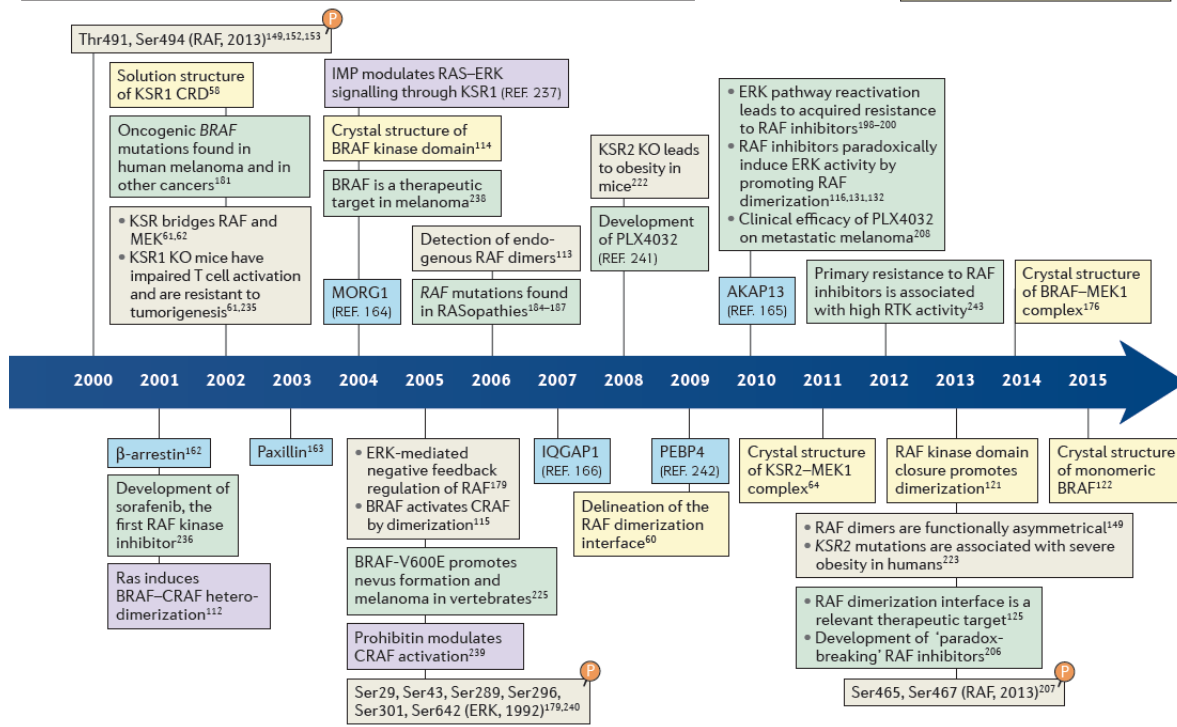 P
Thr491, Ser494 (RAF, 2013)149,152,153
Solution structure
of KSR1 CRD58
Oncogenic BRAF
mutations found in
human melanoma and in
other cancers181
• KSR bridges RAF and
MEK61,62
• KSR1 KO mice have
impaired T cell activation
and are resistant to
tumorigenesis61,235
IMP modulates RAS–ERK
signalling through KSR1 (REF. 237)
Crystal structure of
BRAF kinase domain114
BRAF is a therapeutic
target in melanoma238
MORG1
(REF. 164)
Detection of endo-
genous RAF dimers113
RAF mutations found
in RASopathies184–187
KSR2 KO leads
to obesity in
mice222
Development
of PLX4032
(REF. 241)
• ERK pathway reactivation
leads to acquired resistance
to RAF inhibitors198–200
• RAF inhibitors paradoxically
induce ERK activity by
promoting RAF
dimerization116,131,132
• Clinical efficacy of PLX4032
on metastatic melanoma208
AKAP13
(REF. 165)
Primary resistance to RAF
inhibitors is associated
with high RTK activity243
Crystal structure
of BRAF–MEK1
complex176
2000 2001 2002 2003 2004 2005 2006 2007 2008 2009 2010 2011 2012 2013 2014 2015
β-arrestin162
Development of
sorafenib, the
first RAF kinase
inhibitor236
Ras induces
BRAF–CRAF hetero-
dimerization112
Paxillin163
• ERK-mediated
negative feedback
regulation of RAF179
• BRAF activates CRAF
by dimerization115
BRAF-V600E promotes
nevus formation and
melanoma in vertebrates225
Prohibitin modulates
CRAF activation239
P
Ser29, Ser43, Ser289, Ser296,
Ser301, Ser642 (ERK, 1992)179,240
IQGAP1
(REF. 166)
Delineation of the
RAF dimerization
interface60
PEBP4
(REF. 242)
Crystal structure
of KSR2–MEK1
complex64
RAF kinase domain
closure promotes
dimerization121
Crystal structure
of monomeric
BRAF122
• RAF dimers are functionally asymmetrical149
• KSR2 mutations are associated with severe
obesity in humans223
• RAF dimerization interface is a
relevant therapeutic target125
• Development of ‘paradox-
breaking’ RAF inhibitors206
P
Ser465, Ser467 (RAF, 2013)207